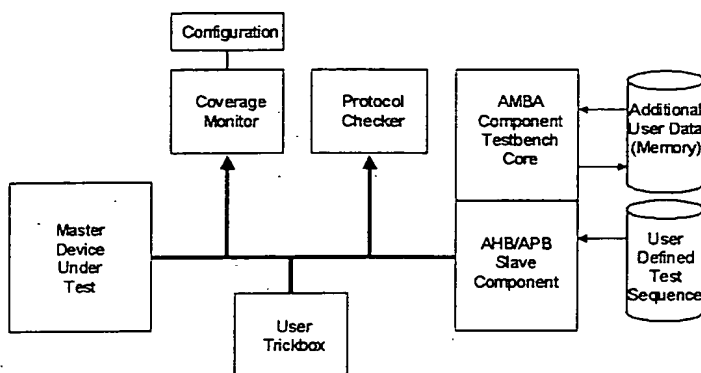 Configuration
Coverage
Monitor
Protocol
Checker
AMBA
Component
Testbench
Core
Additional
User Data
(Memory)
Master
Device
Under
Test
AHB/APB
Slave
Component
User
Defined
Test
Sequence
User
Trickbox